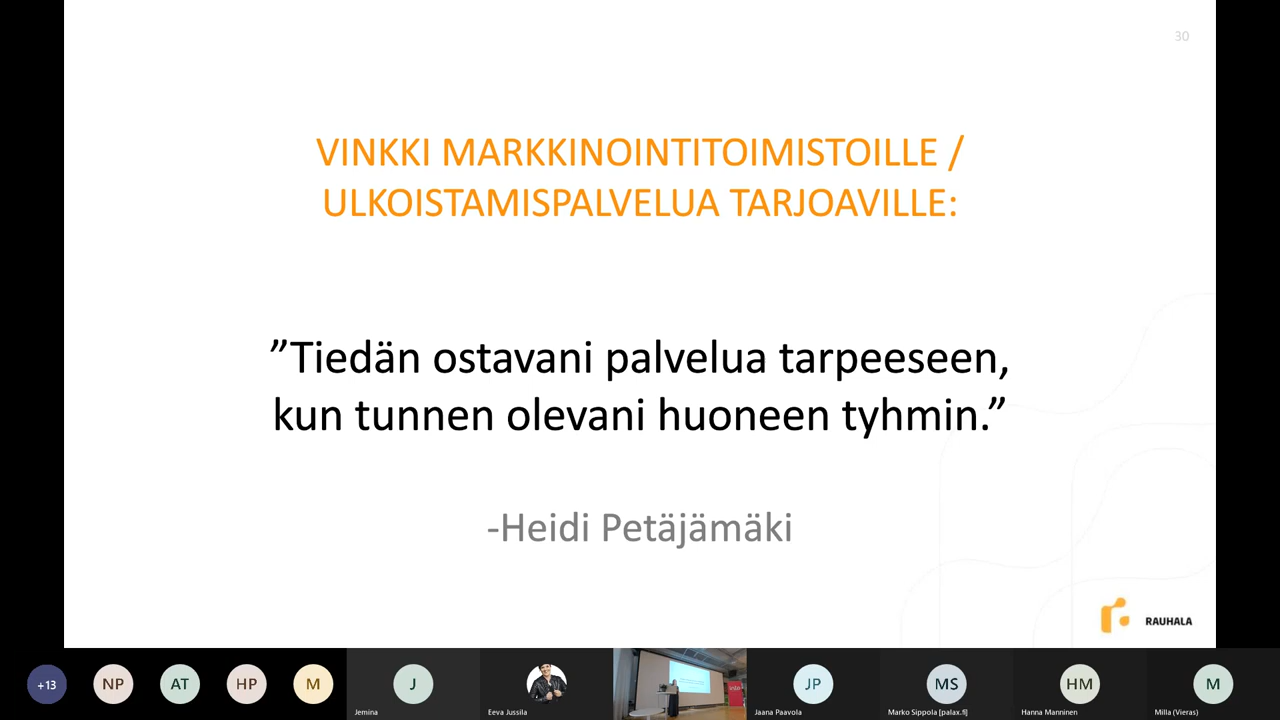 30
VINKKI MARKKINOINTITOIMISTOILLE /
ULKOISTAMISPALVELUA TARJOAVILLE:
”Tiedän ostavani palvelua tarpeeseen,
kun tunnen olevani huoneen tyhmin.”
-Heidi Petäjämäki
RAUHALA
+13
NP
AT
HP
M
J
JP
MS
HM
M
Jemina
Eeva Jussila
Jaana Paavola
Marko Sippola [palax.fi]
Hanna Manninen
Milla (Vieras)